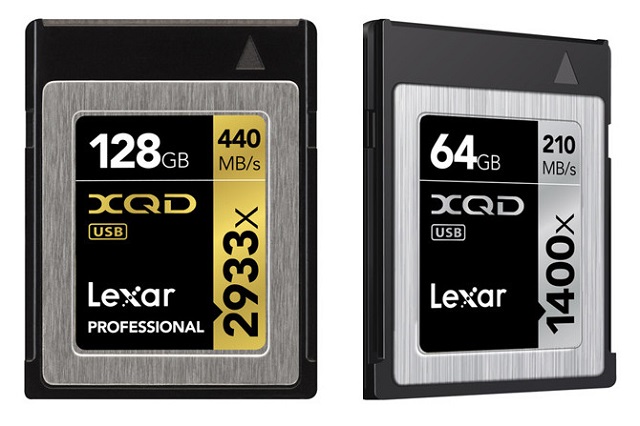 128GB
440
MB/s
XQD
USB
2933x
Lexar
PROFESSIONAL
64GB
210
MB/s
XQD
USB
1400x
Lexar